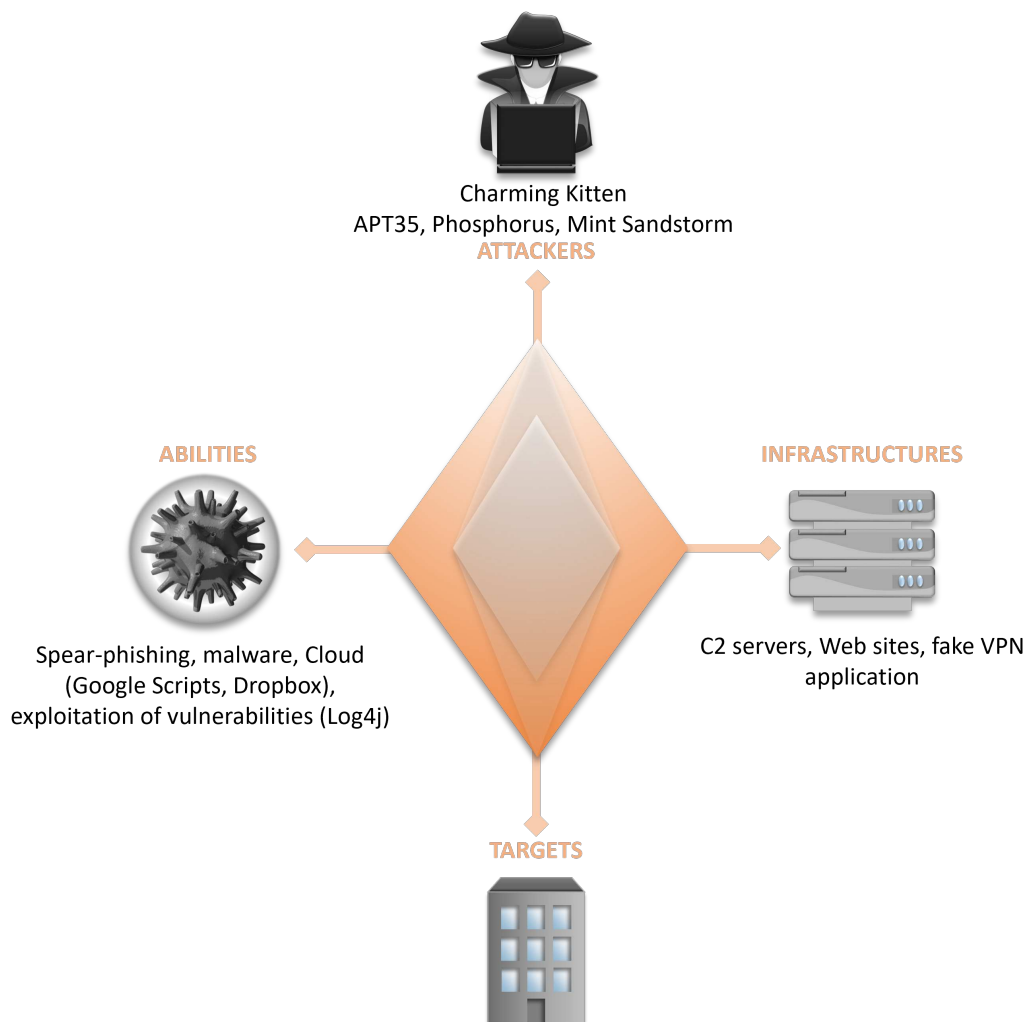 Charming Kitten
APT35, Phosphorus, Mint Sandstorm
ATTACKERS
ABILITIES
INFRASTRUCTURES
Spear-phishing, malware, Cloud
(Google Scripts, Dropbox),
exploitation of vulnerabilities (Log4j)
C2 servers, Web sites, fake VPN
application
TARGETS